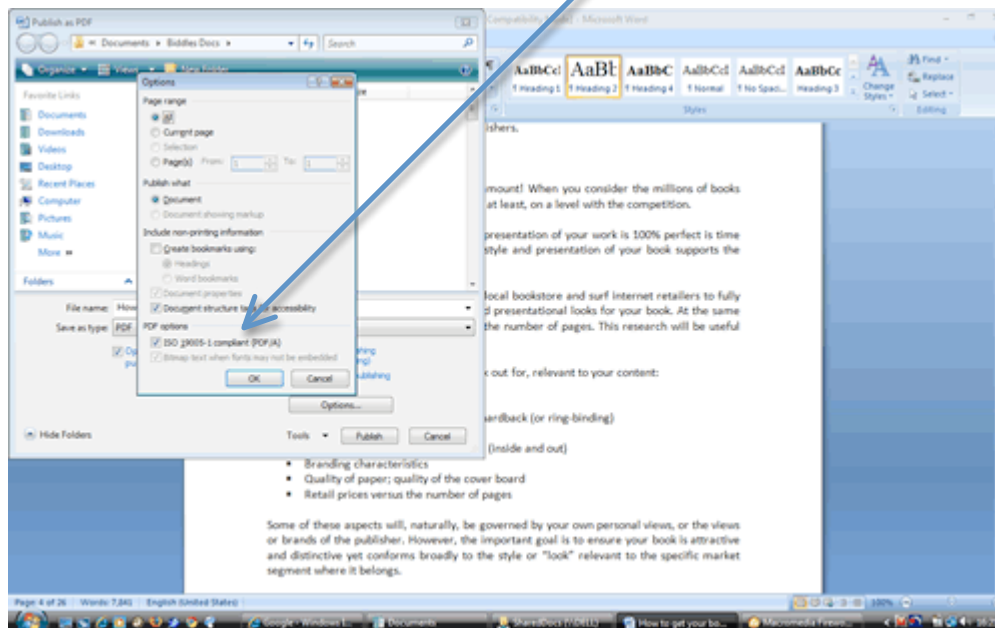 Publish as PDF
Compatibility Mode] - Microsoft Word
Documents ▸ Biddles Docs ▸
Search
Organize
Views
New Folder
Favorite Links
Documents
Downloads
Videos
Desktop
Recent Places
Computer
Pictures
Music
More
Folders
File name: How
Save as type: PDF
Hide Folders
Tools
Publish
Cancel
Options...
Options
Page range
All
Current page
Selection
Page(s) From: 1 To: 1
Publish what
Document
Document showing markup
Include non-printing information
Create bookmarks using:
Headings
Word bookmarks
Document properties
Document structure tags for accessibility
PDF options
ISO 19005-1 compliant (PDF/A)
Bitmap text when fonts may not be embedded
OK Cancel
AaBbCcI AaBb AaBbC AaBbCcI AaBbCcI AaBbCc
Heading 1 Heading 2 Heading 4 Normal No Spaci... Heading 3
Change Styles
Find
Replace
Select
Styles
Editing
ishers.
mount! When you consider the millions of books
at least, on a level with the competition.
presentation of your work is 100% perfect is time
style and presentation of your book supports the
local bookstore and surf internet retailers to fully
d presentational looks for your book. At the same
the number of pages. This research will be useful
k out for, relevant to your content:
ardback (or ring-binding)
(inside and out)
• Branding characteristics
• Quality of paper; quality of the cover board
• Retail prices versus the number of pages
Some of these aspects will, naturally, be governed by your own personal views, or the views
or brands of the publisher. However, the important goal is to ensure your book is attractive
and distinctive yet conforms broadly to the style or "look" relevant to the specific market
segment where it belongs.
Page: 4 of 26 Words: 7,841 English (United States)
100%
Google - Windows I... Documents SharedDocs (\\DELL) How to get your bo... Macromedia Firewo...